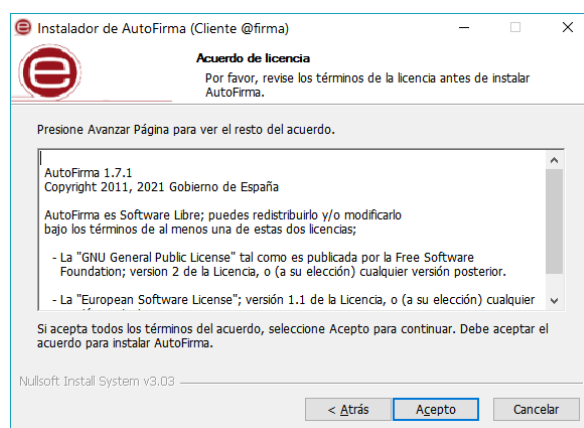 Instalador de AutoFirma (Cliente @firma)
Acuerdo de licencia
Por favor, revise los términos de la licencia antes de instalar
AutoFirma.
Presione Avanzar Página para ver el resto del acuerdo.
AutoFirma 1.7.1
Copyright 2011, 2021 Gobierno de España
AutoFirma es Software Libre; puedes redistribuirlo y/o modificarlo
bajo los términos de al menos una de estas dos licencias;
- La "GNU General Public License" tal como es publicada por la Free Software
Foundation; version 2 de la Licencia, o (a su elección) cualquier versión posterior.
- La "European Software License"; versión 1.1 de la Licencia, o (a su elección) cualquier
Si acepta todos los términos del acuerdo, seleccione Acepto para continuar. Debe aceptar el
acuerdo para instalar AutoFirma.
Nullsoft Install System v3.03
< Atrás Acepto Cancelar